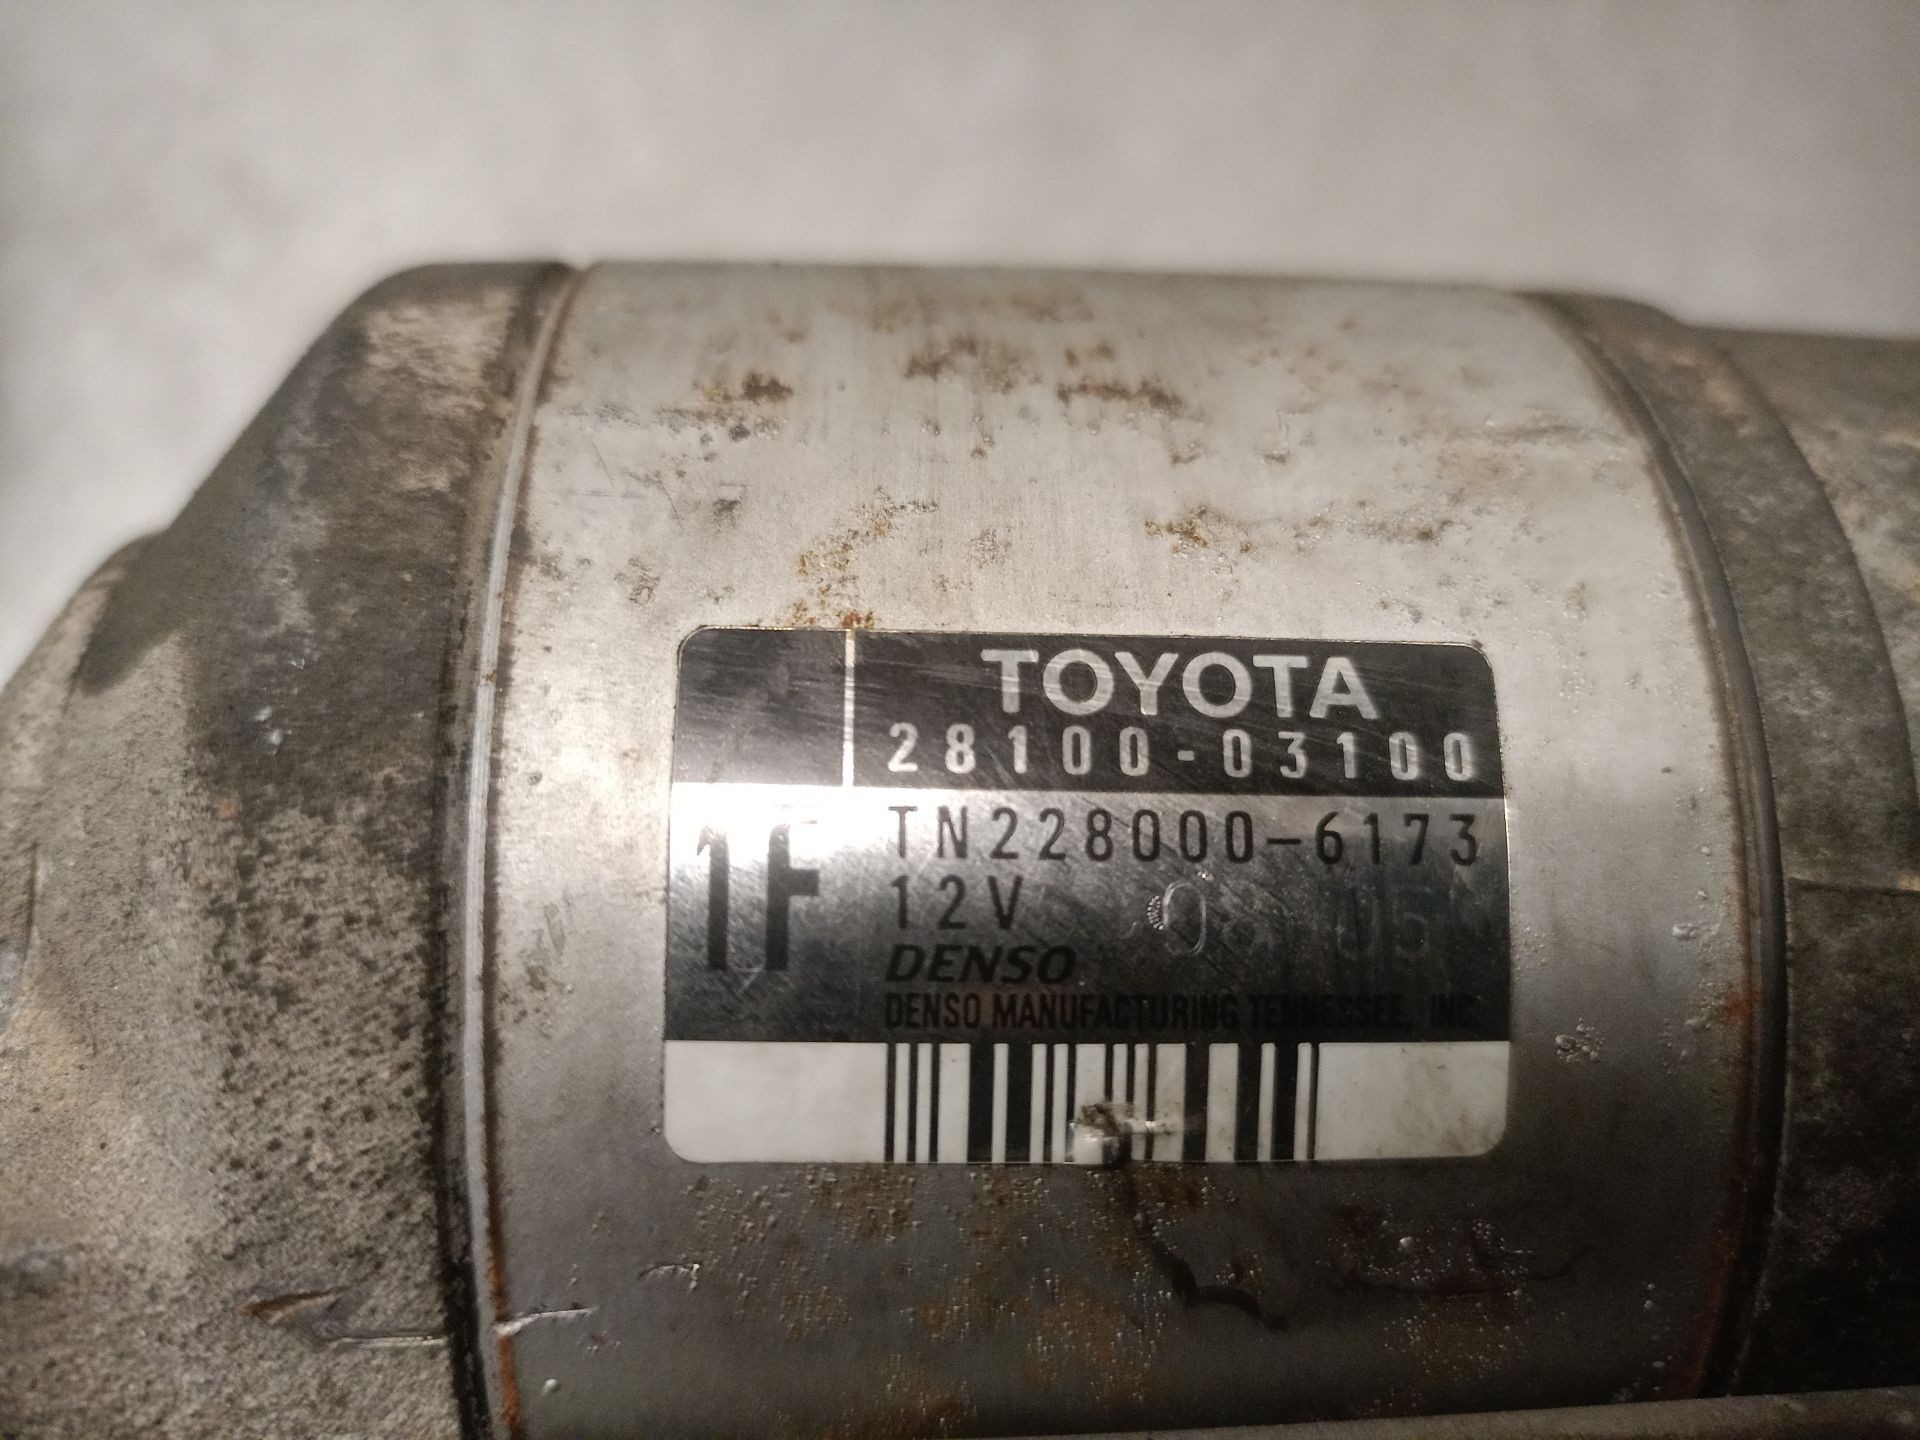 TOYOTA
28100-03100
1F
TN228000-6173
12V
DENSO
DENSO MANUFACTURING TENNESSEE, INC.